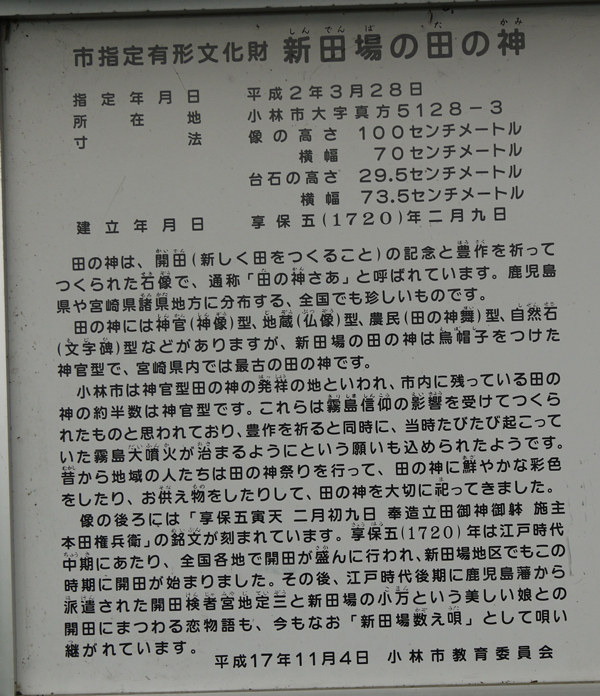 市指定有形文化財 新田場の田の神
指定年月日 平成2年3月28日
所在地 小林市大字真方5128－3
寸法 像の高さ 100センチメートル
横幅 70センチメートル
台石の高さ 29.5センチメートル
横幅 73.5センチメートル
建立年月日 享保五(1720)年二月九日
田の神は、開田(新しく田をつくること)の記念と豊作を祈って
つくられた石像で、通称「田の神さあ」と呼ばれています。鹿児島
県や宮崎県諸県地方に分布する、全国でも珍しいものです。
田の神には神官(神像)型、地蔵(仏像)型、農民(田の神舞)型、自然石
(文字碑)型などがありますが、新田場の田の神は烏帽子をつけた
神官型で、宮崎県内では最古の田の神です。
小林市は神官型田の神の発祥の地といわれ、市内に残っている田の
神の約半数は神官型です。これらは霧島信仰の影響を受けてつくら
れたものと思われており、豊作を祈ると同時に、当時たびたび起こって
いた霧島大噴火が治まるようにという願いも込められたようです。
昔から地域の人たちは田の神祭りを行って、田の神に鮮やかな彩色
をしたり、お供え物をしたりして、田の神を大切に祀ってきました。
像の後ろには「享保五寅天 二月初九日 奉造立田御神御躰 施主
本田権兵衛」の銘文が刻まれています。享保五(1720)年は江戸時代
中期にあたり、全国各地で開田が盛んに行われ、新田場地区でもこの
時期に開田が始まりました。その後、江戸時代後期に鹿児島藩から
派遣された開田検者宮地定三と新田場の小万という美しい娘との
開田にまつわる恋物語も、今もなお「新田場数え唄」として唄い
継がれています。
平成17年11月4日 小林市教育委員会